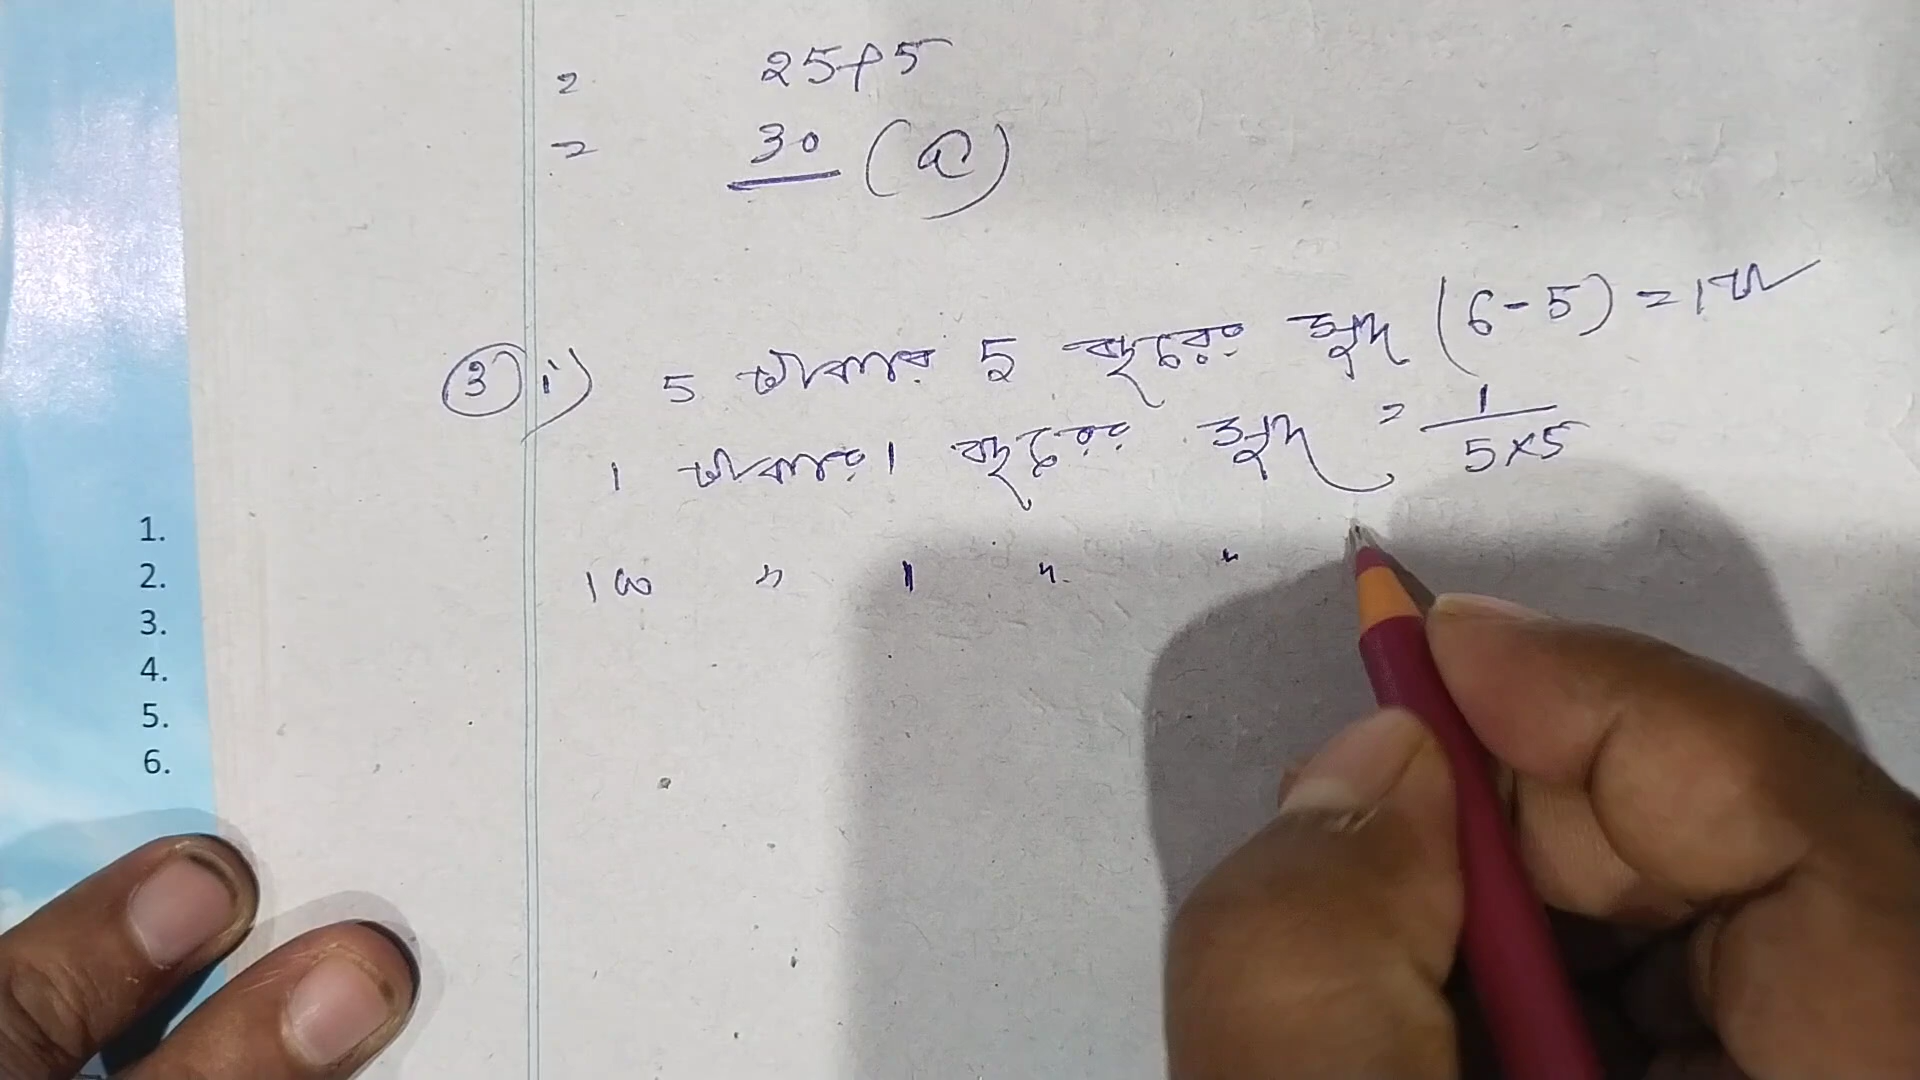 = 25+5
= 30 (a)
③ i) 5 টাকার 5 বছরের সুদ (6-5) = 1 টা
1 টাকার 1 বছরের সুদ = 1/5×5
100 " 1 " "
1.
2.
3.
4.
5.
6.